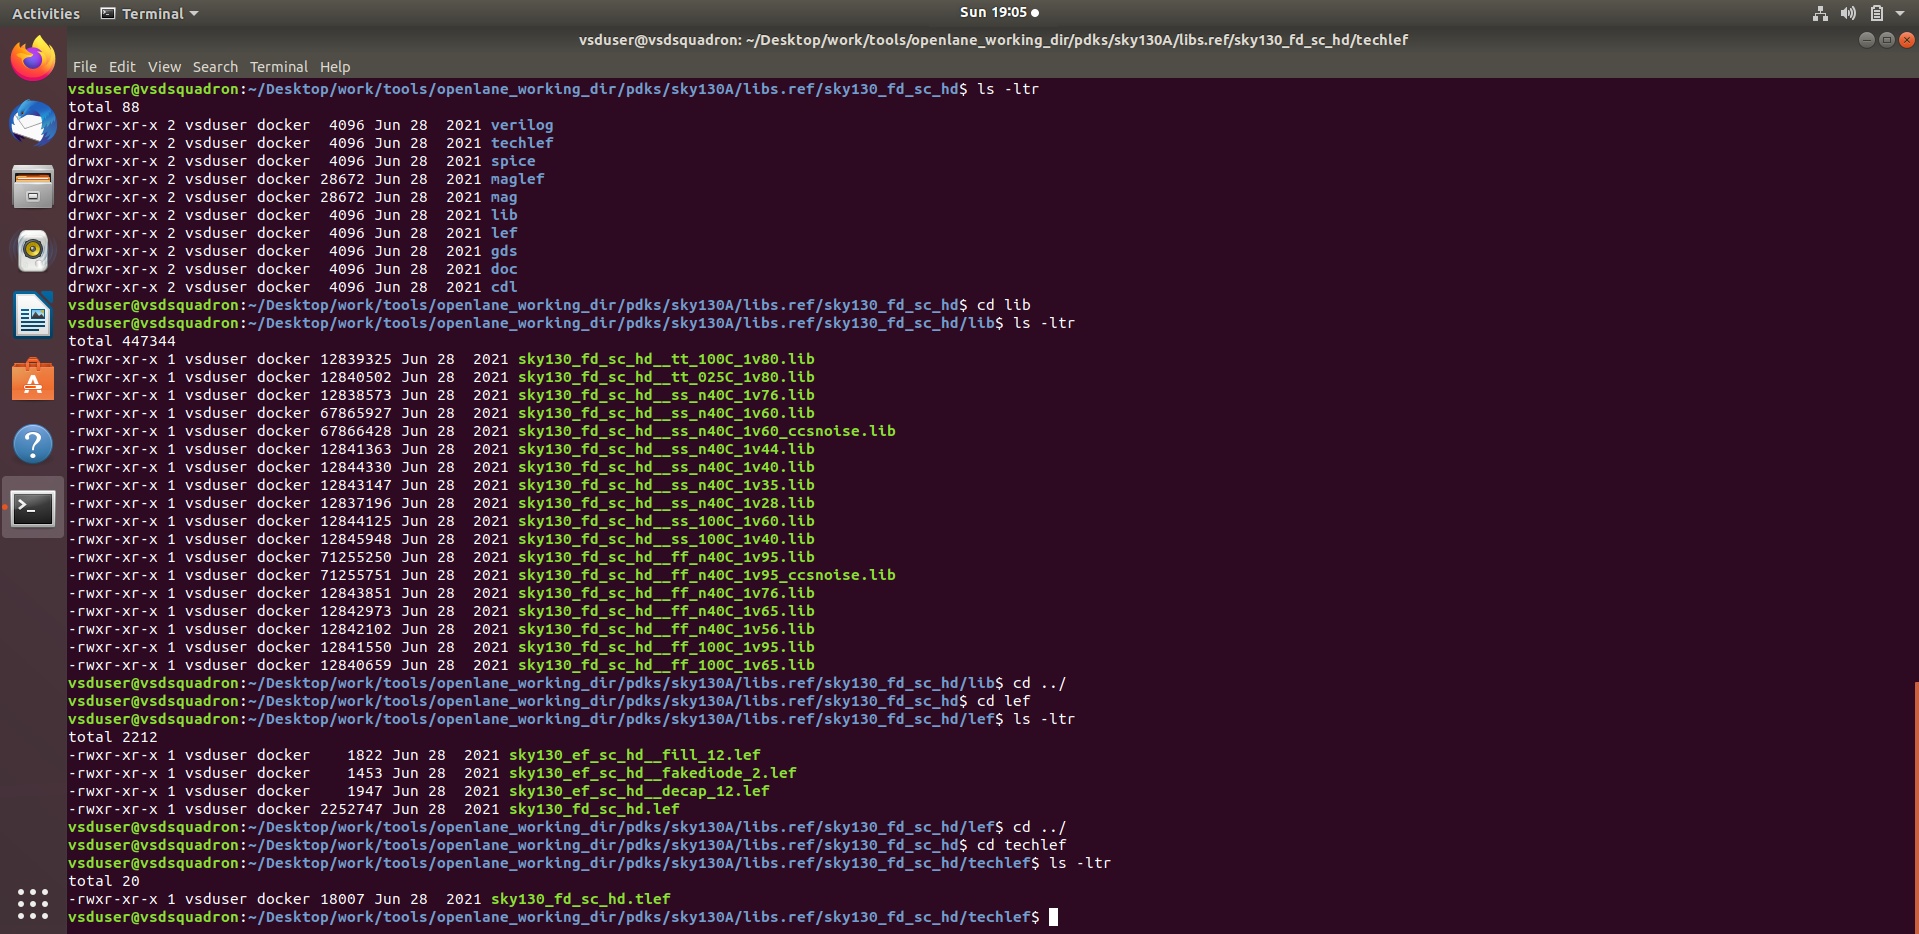 Activities Terminal Sun 19:05
vsduser@vsdsquadron: ~/Desktop/work/tools/openlane_working_dir/pdks/sky130A/libs.ref/sky130_fd_sc_hd/techlef
File Edit View Search Terminal Help
vsduser@vsdsquadron:~/Desktop/work/tools/openlane_working_dir/pdks/sky130A/libs.ref/sky130_fd_sc_hd$ ls -ltr
total 88
drwxr-xr-x 2 vsduser docker  4096 Jun 28  2021 verilog
drwxr-xr-x 2 vsduser docker  4096 Jun 28  2021 techlef
drwxr-xr-x 2 vsduser docker  4096 Jun 28  2021 spice
drwxr-xr-x 2 vsduser docker 28672 Jun 28  2021 maglef
drwxr-xr-x 2 vsduser docker 28672 Jun 28  2021 mag
drwxr-xr-x 2 vsduser docker  4096 Jun 28  2021 lib
drwxr-xr-x 2 vsduser docker  4096 Jun 28  2021 lef
drwxr-xr-x 2 vsduser docker  4096 Jun 28  2021 gds
drwxr-xr-x 2 vsduser docker  4096 Jun 28  2021 doc
drwxr-xr-x 2 vsduser docker  4096 Jun 28  2021 cdl
vsduser@vsdsquadron:~/Desktop/work/tools/openlane_working_dir/pdks/sky130A/libs.ref/sky130_fd_sc_hd$ cd lib
vsduser@vsdsquadron:~/Desktop/work/tools/openlane_working_dir/pdks/sky130A/libs.ref/sky130_fd_sc_hd/lib$ ls -ltr
total 447344
-rwxr-xr-x 1 vsduser docker 12839325 Jun 28  2021 sky130_fd_sc_hd__tt_100C_1v80.lib
-rwxr-xr-x 1 vsduser docker 12840502 Jun 28  2021 sky130_fd_sc_hd__tt_025C_1v80.lib
-rwxr-xr-x 1 vsduser docker 12838573 Jun 28  2021 sky130_fd_sc_hd__ss_n40C_1v76.lib
-rwxr-xr-x 1 vsduser docker 67865927 Jun 28  2021 sky130_fd_sc_hd__ss_n40C_1v60.lib
-rwxr-xr-x 1 vsduser docker 67866428 Jun 28  2021 sky130_fd_sc_hd__ss_n40C_1v60_ccsnoise.lib
-rwxr-xr-x 1 vsduser docker 12841363 Jun 28  2021 sky130_fd_sc_hd__ss_n40C_1v44.lib
-rwxr-xr-x 1 vsduser docker 12844330 Jun 28  2021 sky130_fd_sc_hd__ss_n40C_1v40.lib
-rwxr-xr-x 1 vsduser docker 12843147 Jun 28  2021 sky130_fd_sc_hd__ss_n40C_1v35.lib
-rwxr-xr-x 1 vsduser docker 12837196 Jun 28  2021 sky130_fd_sc_hd__ss_n40C_1v28.lib
-rwxr-xr-x 1 vsduser docker 12844125 Jun 28  2021 sky130_fd_sc_hd__ss_100C_1v60.lib
-rwxr-xr-x 1 vsduser docker 12845948 Jun 28  2021 sky130_fd_sc_hd__ss_100C_1v40.lib
-rwxr-xr-x 1 vsduser docker 71255250 Jun 28  2021 sky130_fd_sc_hd__ff_n40C_1v95.lib
-rwxr-xr-x 1 vsduser docker 71255751 Jun 28  2021 sky130_fd_sc_hd__ff_n40C_1v95_ccsnoise.lib
-rwxr-xr-x 1 vsduser docker 12843851 Jun 28  2021 sky130_fd_sc_hd__ff_n40C_1v76.lib
-rwxr-xr-x 1 vsduser docker 12842973 Jun 28  2021 sky130_fd_sc_hd__ff_n40C_1v65.lib
-rwxr-xr-x 1 vsduser docker 12842102 Jun 28  2021 sky130_fd_sc_hd__ff_n40C_1v56.lib
-rwxr-xr-x 1 vsduser docker 12841550 Jun 28  2021 sky130_fd_sc_hd__ff_100C_1v95.lib
-rwxr-xr-x 1 vsduser docker 12840659 Jun 28  2021 sky130_fd_sc_hd__ff_100C_1v65.lib
vsduser@vsdsquadron:~/Desktop/work/tools/openlane_working_dir/pdks/sky130A/libs.ref/sky130_fd_sc_hd/lib$ cd ../
vsduser@vsdsquadron:~/Desktop/work/tools/openlane_working_dir/pdks/sky130A/libs.ref/sky130_fd_sc_hd$ cd lef
vsduser@vsdsquadron:~/Desktop/work/tools/openlane_working_dir/pdks/sky130A/libs.ref/sky130_fd_sc_hd/lef$ ls -ltr
total 2212
-rwxr-xr-x 1 vsduser docker    1822 Jun 28  2021 sky130_ef_sc_hd__fill_12.lef
-rwxr-xr-x 1 vsduser docker    1453 Jun 28  2021 sky130_ef_sc_hd__fakediode_2.lef
-rwxr-xr-x 1 vsduser docker    1947 Jun 28  2021 sky130_ef_sc_hd__decap_12.lef
-rwxr-xr-x 1 vsduser docker 2252747 Jun 28  2021 sky130_fd_sc_hd.lef
vsduser@vsdsquadron:~/Desktop/work/tools/openlane_working_dir/pdks/sky130A/libs.ref/sky130_fd_sc_hd/lef$ cd ../
vsduser@vsdsquadron:~/Desktop/work/tools/openlane_working_dir/pdks/sky130A/libs.ref/sky130_fd_sc_hd$ cd techlef
vsduser@vsdsquadron:~/Desktop/work/tools/openlane_working_dir/pdks/sky130A/libs.ref/sky130_fd_sc_hd/techlef$ ls -ltr
total 20
-rwxr-xr-x 1 vsduser docker 18007 Jun 28  2021 sky130_fd_sc_hd.tlef
vsduser@vsdsquadron:~/Desktop/work/tools/openlane_working_dir/pdks/sky130A/libs.ref/sky130_fd_sc_hd/techlef$